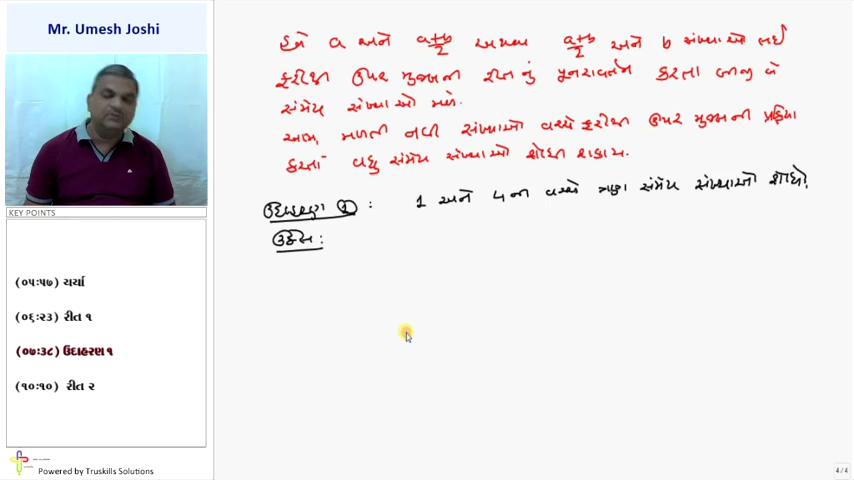 Mr. Umesh Joshi
હવે a અને a+b/2 અથવા a+b/2 અને b સંખ્યાઓ લઈ
ફરીથી ઉપર મુજબની રીતનું પુનરાવર્તન કરતા બીજી બે
સંમેય સંખ્યાઓ મળે.
આમ, મળતી નવી સંખ્યાઓ વચ્ચે ફરીથી ઉપર મુજબની પ્રક્રિયા
કરતા વધુ સંમેય સંખ્યાઓ શોધી શકાય.
ઉદાહરણ 1 : 1 અને 4ની વચ્ચે ત્રણ સંમેય સંખ્યાઓ શોધો.
ઉકેલ :
KEY POINTS
(૦૫:૫૭) ચર્ચા
(૦૬:૨૩) રીત ૧
(૦૭:૩૮) ઉદાહરણ ૧
(૧૦:૧૦) રીત ૨
Powered by Truskills Solutions
4/4